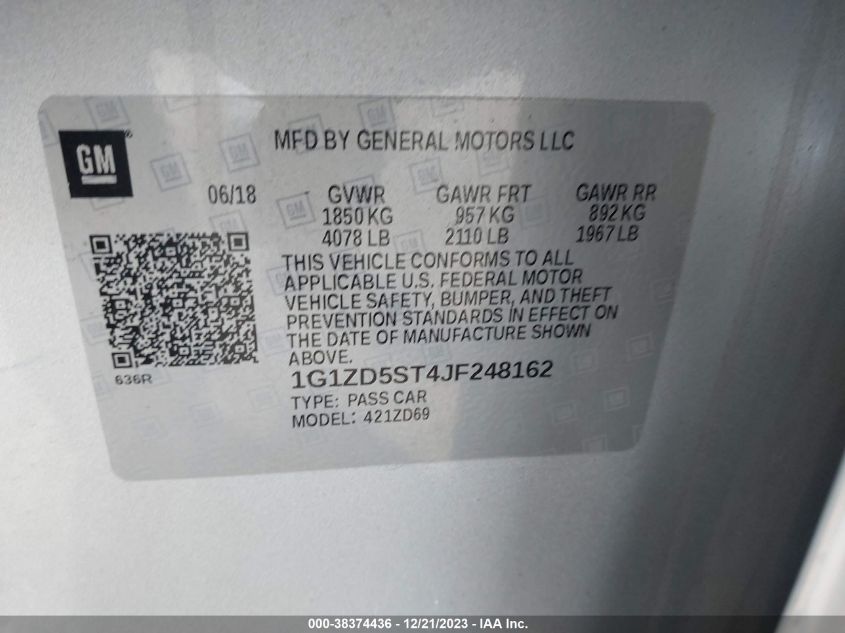 GM
MFD BY GENERAL MOTORS LLC
06/18 GVWR GAWR FRT GAWR RR
1850 KG 957 KG 892 KG
4078 LB 2110 LB 1967 LB
THIS VEHICLE CONFORMS TO ALL
APPLICABLE U.S. FEDERAL MOTOR
VEHICLE SAFETY, BUMPER, AND THEFT
PREVENTION STANDARDS IN EFFECT ON
THE DATE OF MANUFACTURE SHOWN
ABOVE.
636R 1G1ZD5ST4JF248162
TYPE: PASS CAR
MODEL: 421ZD69
000-38374436 - 12/21/2023 - IAA Inc.